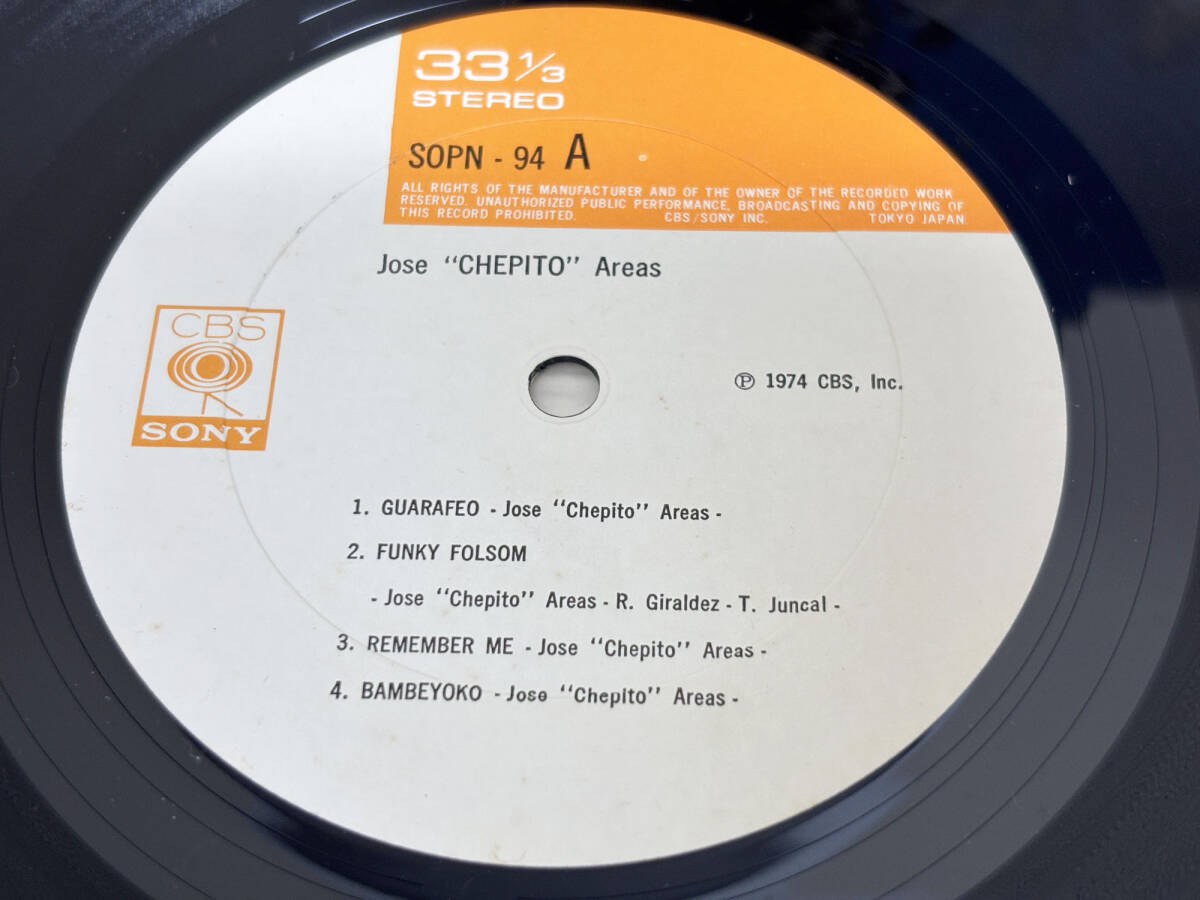 33 1/3
STEREO
SOPN - 94 A
ALL RIGHTS OF THE MANUFACTURER AND OF THE OWNER OF THE RECORDED WORK
RESERVED. UNAUTHORIZED PUBLIC PERFORMANCE, BROADCASTING AND COPYING OF
THIS RECORD PROHIBITED. CBS/SONY INC. TOKYO JAPAN
Jose "CHEPITO" Areas
CBS
SONY
℗ 1974 CBS, Inc.
1. GUARAFEO - Jose "Chepito" Areas -
2. FUNKY FOLSOM
- Jose "Chepito" Areas - R. Giraldez - T. Juncal -
3. REMEMBER ME - Jose "Chepito" Areas -
4. BAMBEYOKO - Jose "Chepito" Areas -